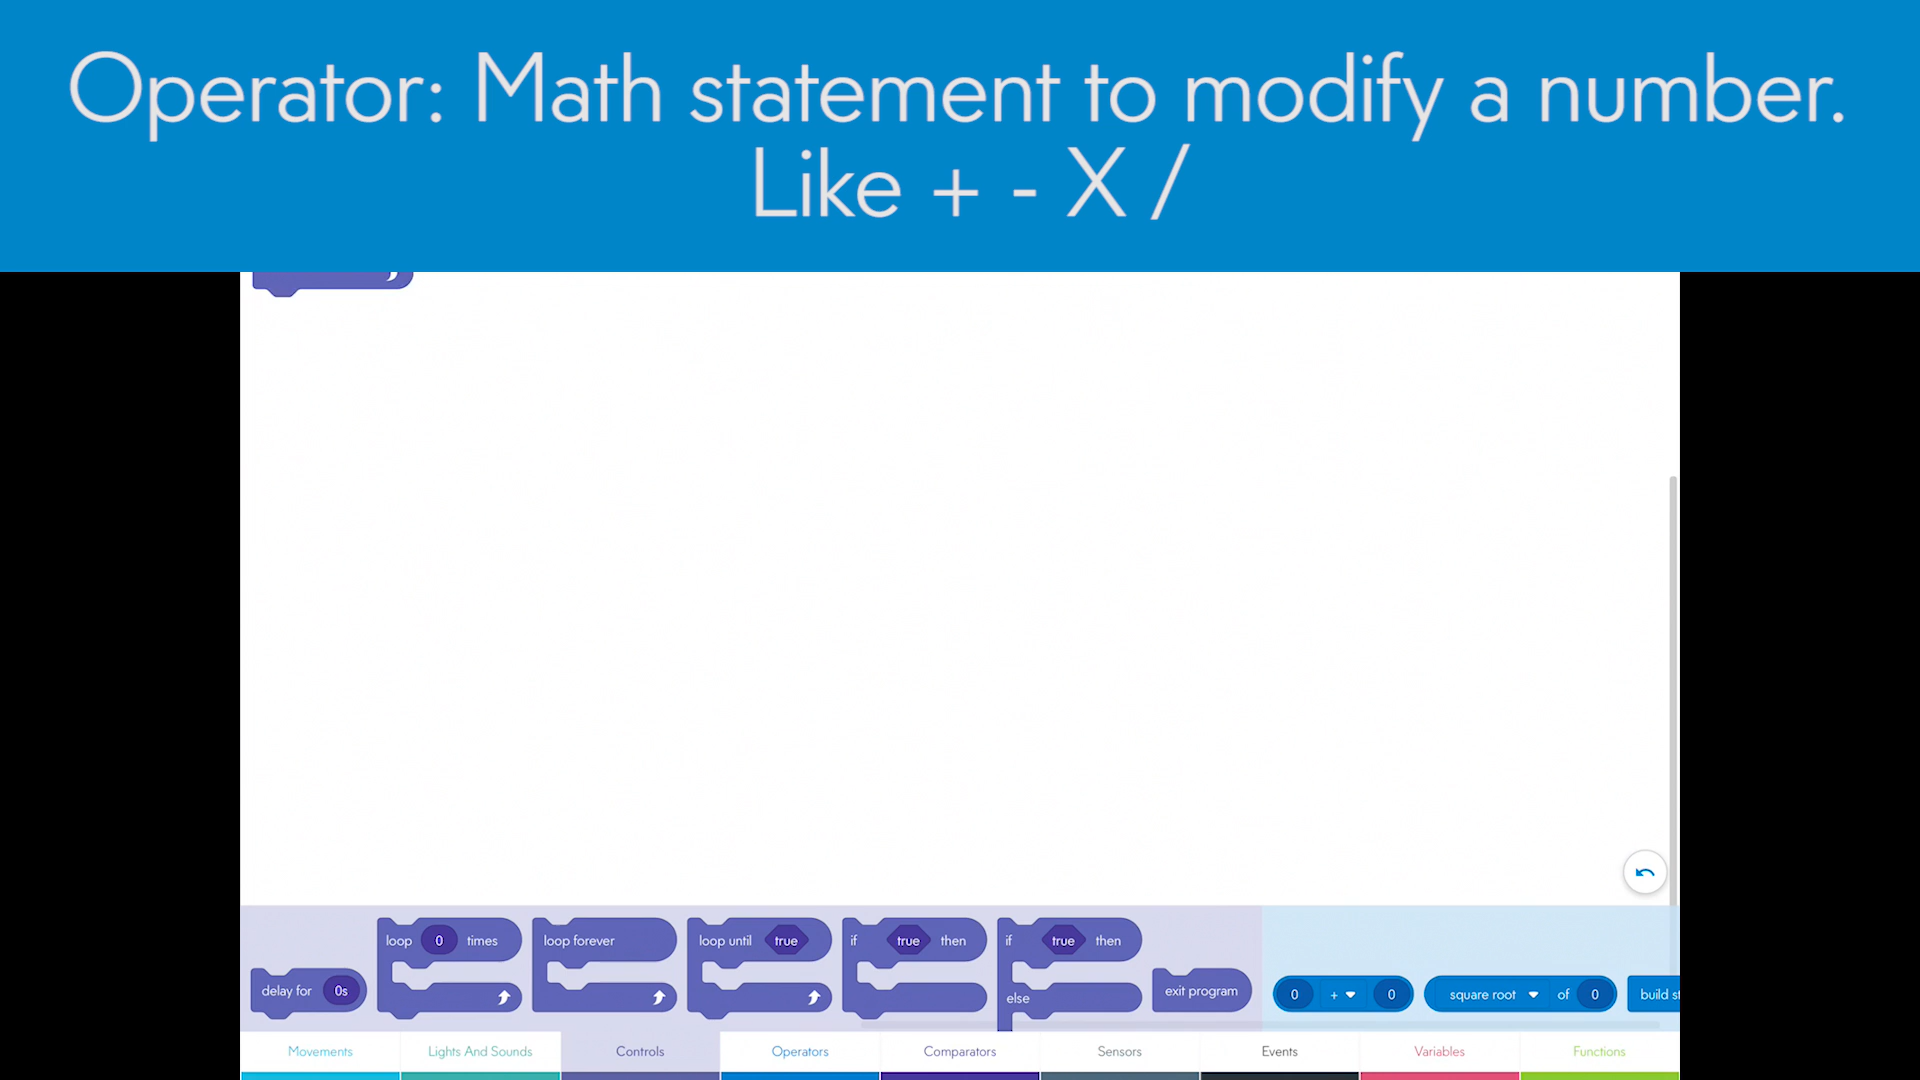 Operator: Math statement to modify a number.
Like + - X /
loop 0 times
loop forever
loop until true
if true then
if true then
delay for 0s
else
exit program
0 + 0
square root of 0
build st
Movements
Lights And Sounds
Controls
Operators
Comparators
Sensors
Events
Variables
Functions